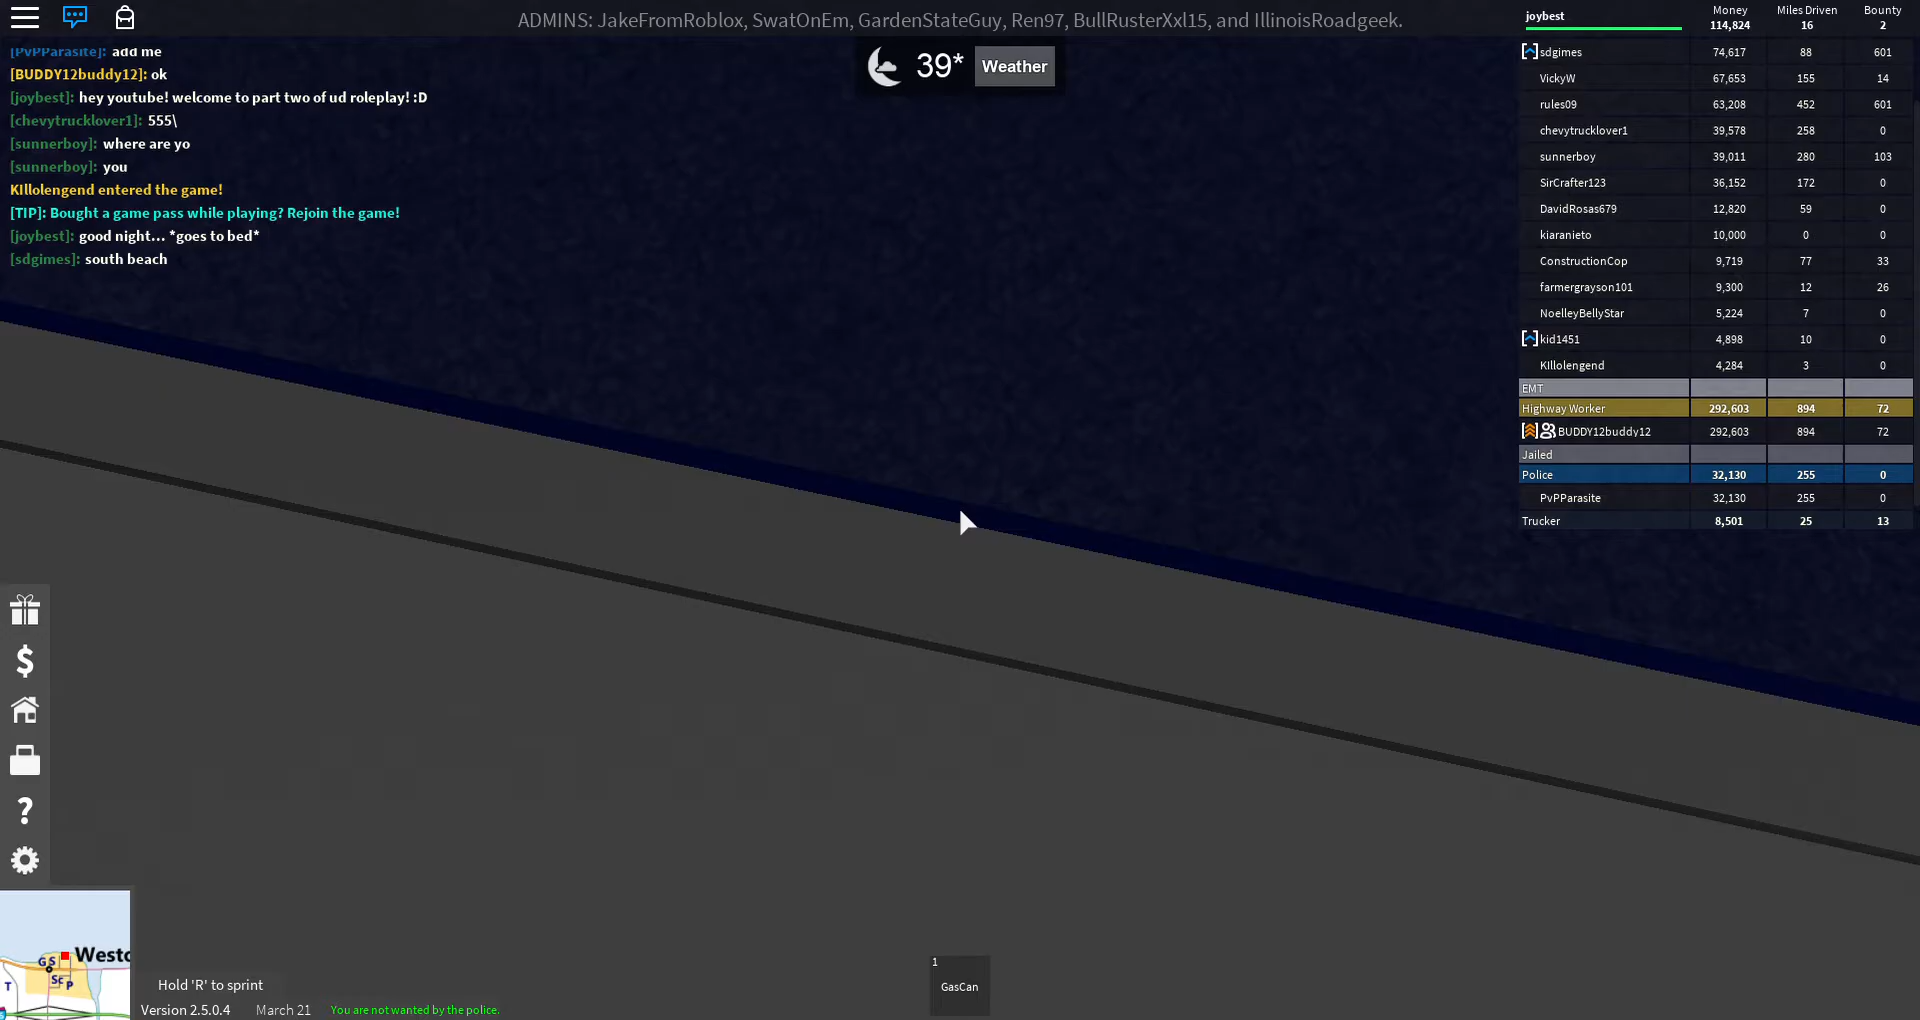 ADMINS: JakeFromRoblox, SwatOnEm, GardenStateGuy, Ren97, BullRusterXxl15, and IllinoisRoadgeek.
[PvPParasite]: add me
[BUDDY12buddy12]: ok
[joybest]: hey youtube! welcome to part two of ud roleplay! :D
[chevytrucklover1]: 555\
[sunnerboy]: where are yo
[sunnerboy]: you
KIllolengend entered the game!
[TIP]: Bought a game pass while playing? Rejoin the game!
[joybest]: good night... *goes to bed*
[sdgimes]: south beach
39* Weather
joybest Money 114,824 Miles Driven 16 Bounty 2
sdgimes 74,617 88 601
VickyW 67,653 155 14
rules09 63,208 452 601
chevytrucklover1 39,578 258 0
sunnerboy 39,011 280 103
SirCrafter123 36,152 172 0
DavidRosas679 12,820 59 0
kiaranieto 10,000 0 0
ConstructionCop 9,719 77 33
farmergrayson101 9,300 12 26
NoelleyBellyStar 5,224 7 0
kid1451 4,898 10 0
KIllolengend 4,284 3 0
EMT
Highway Worker 292,603 894 72
BUDDY12buddy12 292,603 894 72
Jailed
Police 32,130 255 0
PvPParasite 32,130 255 0
Trucker 8,501 25 13
$
?
Westo
G S
Sc P
T
Hold 'R' to sprint
Version 2.5.0.4 March 21 You are not wanted by the police.
1
GasCan